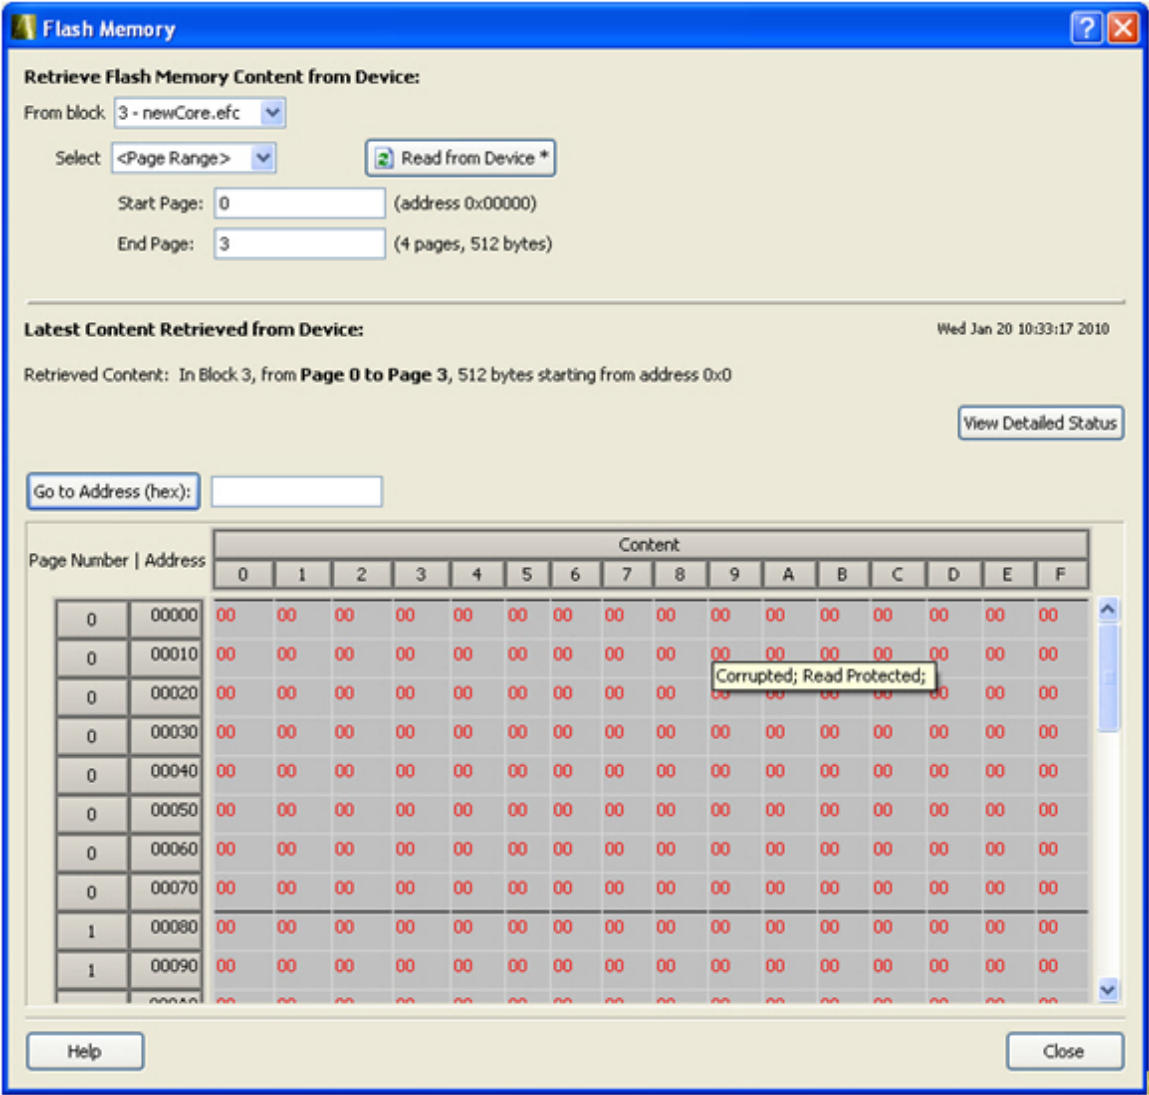 Flash Memory
Retrieve Flash Memory Content from Device:
From block 3 - newCore.efc
Select <Page Range> Read from Device *
Start Page: 0 (address 0x00000)
End Page: 3 (4 pages, 512 bytes)
Latest Content Retrieved from Device: Wed Jan 20 10:33:17 2010
Retrieved Content: In Block 3, from Page 0 to Page 3, 512 bytes starting from address 0x0
View Detailed Status
Go to Address (hex):
Content
Page Number | Address
0 1 2 3 4 5 6 7 8 9 A B C D E F
0 00000 00 00 00 00 00 00 00 00 00 00 00 00 00 00 00 00
0 00010 00 00 00 00 00 00 00 00 00 00 00 00 00 00 00 00
Corrupted; Read Protected;
0 00020 00 00 00 00 00 00 00 00 00 00 00 00 00 00 00 00
0 00030 00 00 00 00 00 00 00 00 00 00 00 00 00 00 00 00
0 00040 00 00 00 00 00 00 00 00 00 00 00 00 00 00 00 00
0 00050 00 00 00 00 00 00 00 00 00 00 00 00 00 00 00 00
0 00060 00 00 00 00 00 00 00 00 00 00 00 00 00 00 00 00
0 00070 00 00 00 00 00 00 00 00 00 00 00 00 00 00 00 00
1 00080 00 00 00 00 00 00 00 00 00 00 00 00 00 00 00 00
1 00090 00 00 00 00 00 00 00 00 00 00 00 00 00 00 00 00
Help Close